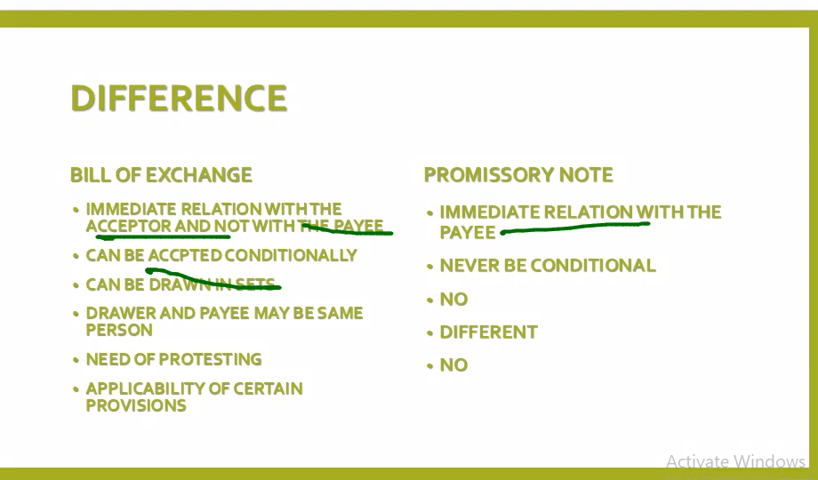 DIFFERENCE
BILL OF EXCHANGE
• IMMEDIATE RELATION WITH THE
ACCEPTOR AND NOT WITH THE PAYEE
• CAN BE ACCPTED CONDITIONALLY
• CAN BE DRAWN IN SETS
• DRAWER AND PAYEE MAY BE SAME
PERSON
• NEED OF PROTESTING
• APPLICABILITY OF CERTAIN
PROVISIONS
PROMISSORY NOTE
• IMMEDIATE RELATION WITH THE
PAYEE
• NEVER BE CONDITIONAL
• NO
• DIFFERENT
• NO
Activate Windows